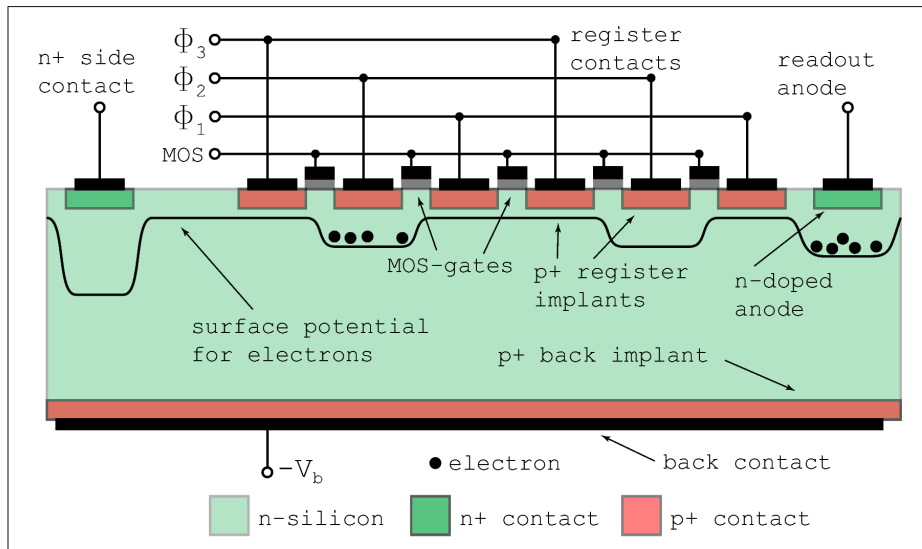 n+ side
contact
Φ3
Φ2
Φ1
MOS
register
contacts
readout
anode
MOS-gates
p+ register
implants
n-doped
anode
surface potential
for electrons
p+ back implant
-Vb
electron
back contact
n-silicon
n+ contact
p+ contact